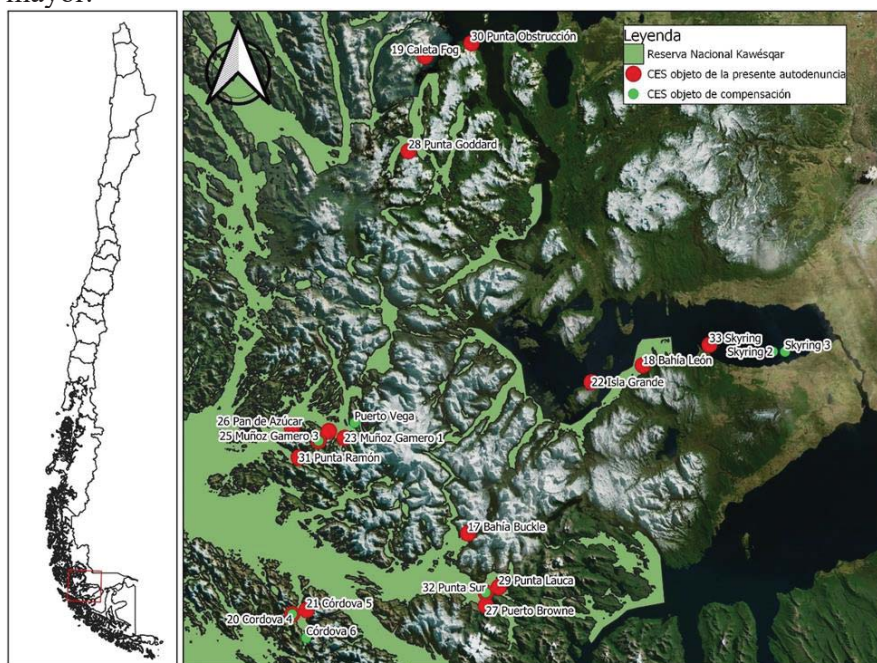 mayor.
Leyenda
Reserva Nacional Kawésqar
CES objeto de la presente autodenuncia
CES objeto de compensación
30 Punta Obstrucción
19 Caleta Fog
28 Punta Goddard
33 Skyring
Skyring 2
Skyring 3
18 Bahía León
22 Isla Grande
Puerto Vega
26 Pan de Azúcar
25 Muñoz Gamero 3
23 Muñoz Gamero 1
31 Punta Ramón
17 Bahía Buckle
29 Punta Lauca
32 Punta Sur
27 Puerto Browne
21 Córdova 5
20 Cordova 4
Córdova 6